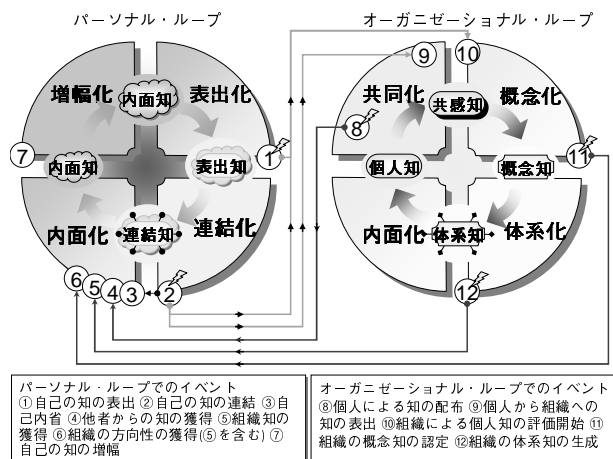 パーソナル・ループ
オーガニゼーショナル・ループ
増幅化
内面知
表出化
①
表出知
⑦
内面知
内面化
連結知
連結化
⑥
⑤
④
③
②
⑨
⑩
共同化
共感知
概念化
⑧
個人知
概念知
⑪
内面化
体系知
体系化
⑫
パーソナル・ループでのイベント
①自己の知の表出 ②自己の知の連結 ③自
己内省 ④他者からの知の獲得 ⑤組織知の
獲得 ⑥組織の方向性の獲得(⑤を含む) ⑦
自己の知の増幅
オーガニゼーショナル・ループでのイベント
⑧個人による知の配布 ⑨個人から組織への
知の表出 ⑩組織による個人知の評価開始 ⑪
組織の概念知の認定 ⑫組織の体系知の生成